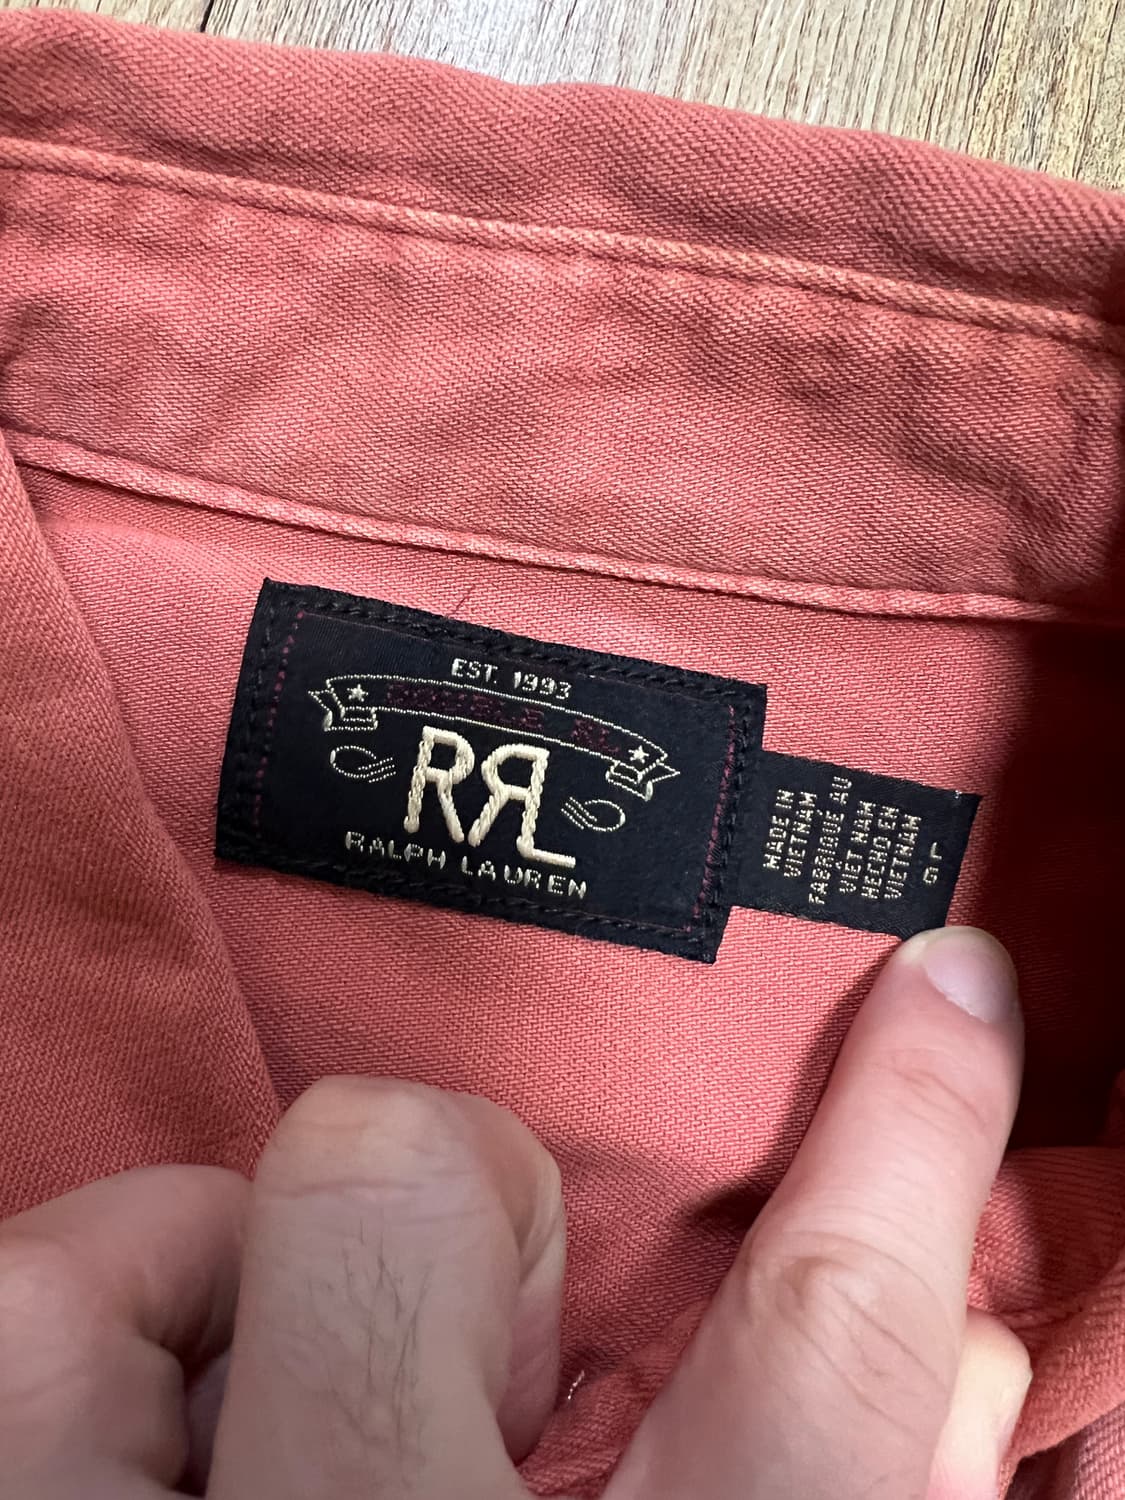 EST. 1993
DOUBLE RL
RRL
RALPH LAUREN
MADE IN
VIETNAM
FABRIQUÉ AU
VIET NAM
HECHO EN
VIETNAM
L
G